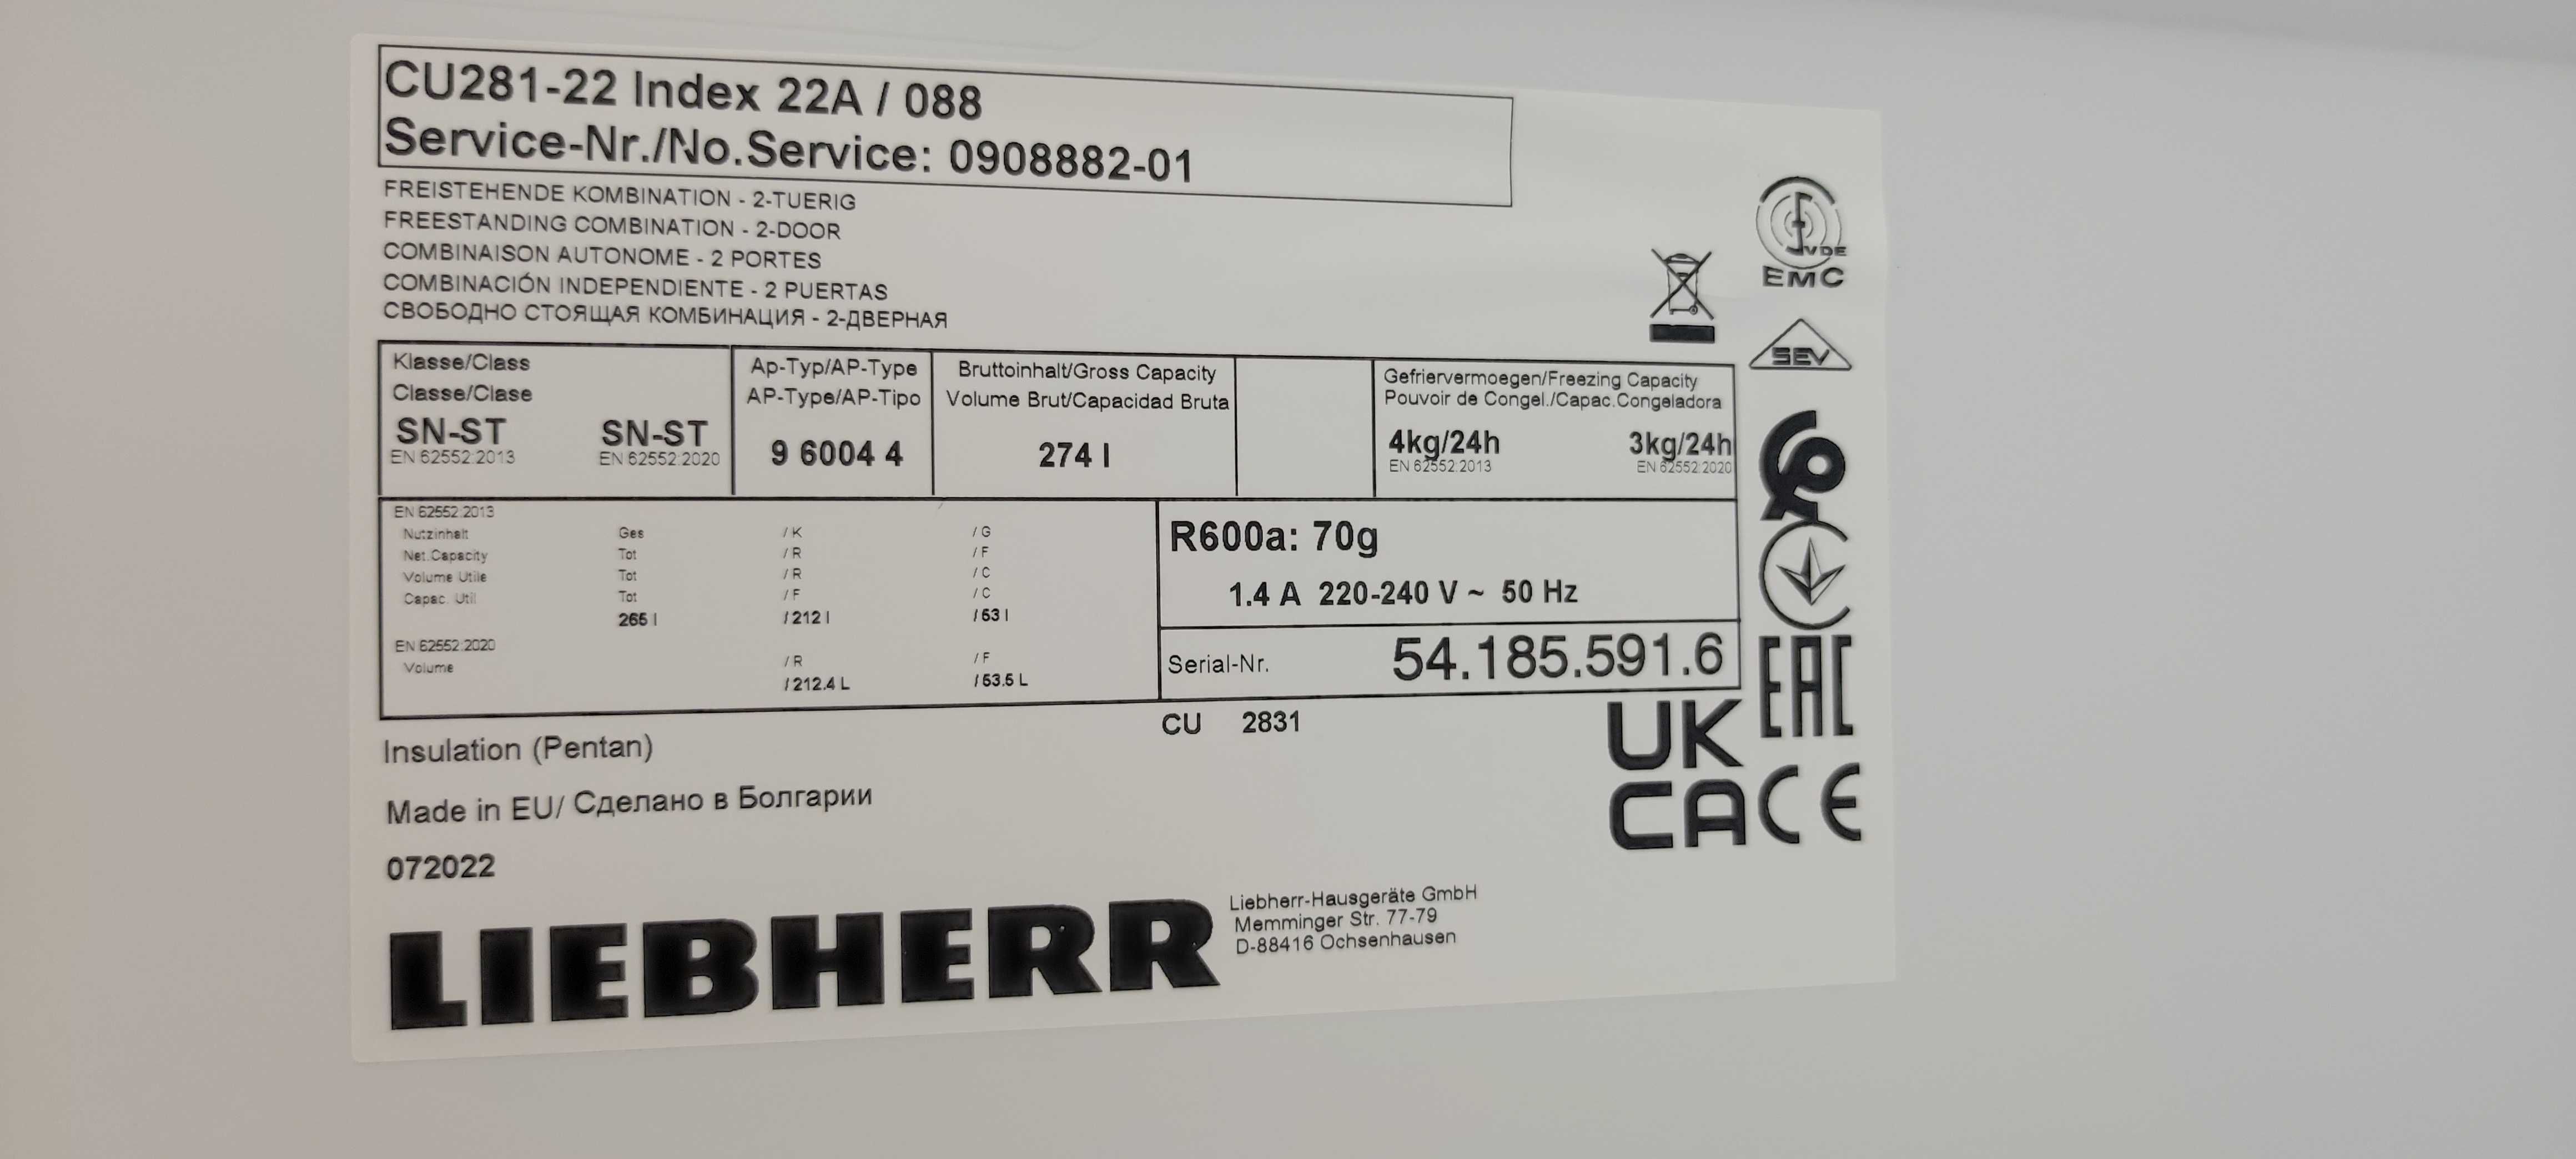 CU281-22 Index 22A / 088
Service-Nr./No.Service: 0908882-01
FREISTEHENDE KOMBINATION - 2-TUERIG
FREESTANDING COMBINATION - 2-DOOR
COMBINAISON AUTONOME - 2 PORTES
COMBINACIÓN INDEPENDIENTE - 2 PUERTAS
СВОБОДНО СТОЯЩАЯ КОМБИНАЦИЯ - 2-ДВЕРНАЯ
VDE
EMC
SEV
Klasse/Class
Classe/Clase
SN-ST SN-ST
EN 62552:2013 EN 62552:2020
Ap-Typ/AP-Type
AP-Type/AP-Tipo
9 6004 4
Bruttoinhalt/Gross Capacity
Volume Brut/Capacidad Bruta
274 l
Gefriervermoegen/Freezing Capacity
Pouvoir de Congel./Capac.Congeladora
4kg/24h 3kg/24h
EN 62552:2013 EN 62552:2020
EN 62552:2013
Nutzinhalt Ges / K / G
Net.Capacity Tot / R / F
Volume Utile Tot / R / C
Capac. Util Tot / F / C
265 l / 212 l / 53 l
EN 62552:2020
Volume / R / F
/ 212.4 L / 53.5 L
R600a: 70g
1.4 A 220-240 V ~ 50 Hz
Serial-Nr. 54.185.591.6
CU 2831
EAC
UK
CA CE
Insulation (Pentan)
Made in EU/ Сделано в Болгарии
072022
LIEBHERR
Liebherr-Hausgeräte GmbH
Memminger Str. 77-79
D-88416 Ochsenhausen